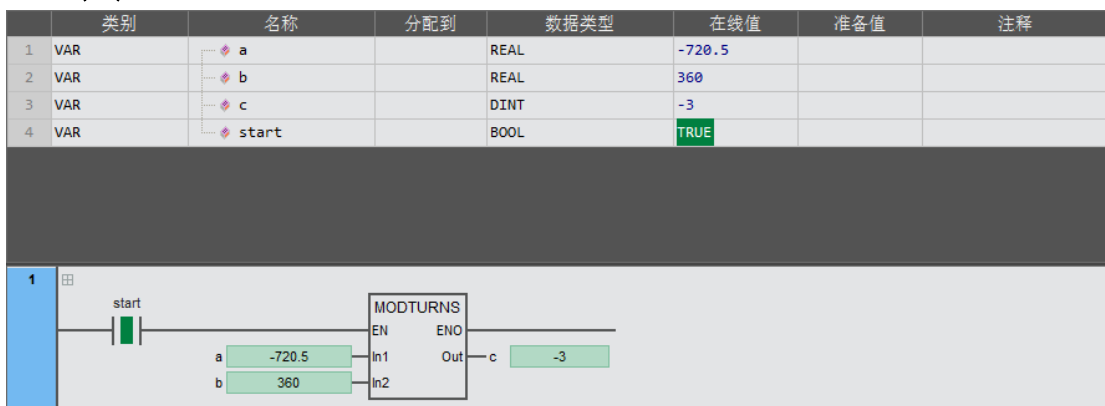 类别 名称 分配到 数据类型 在线值 准备值 注释
1 VAR a REAL -720.5
2 VAR b REAL 360
3 VAR c DINT -3
4 VAR start BOOL TRUE
1
start
MODTURNS
EN ENO
a -720.5 In1 Out c -3
b 360 In2